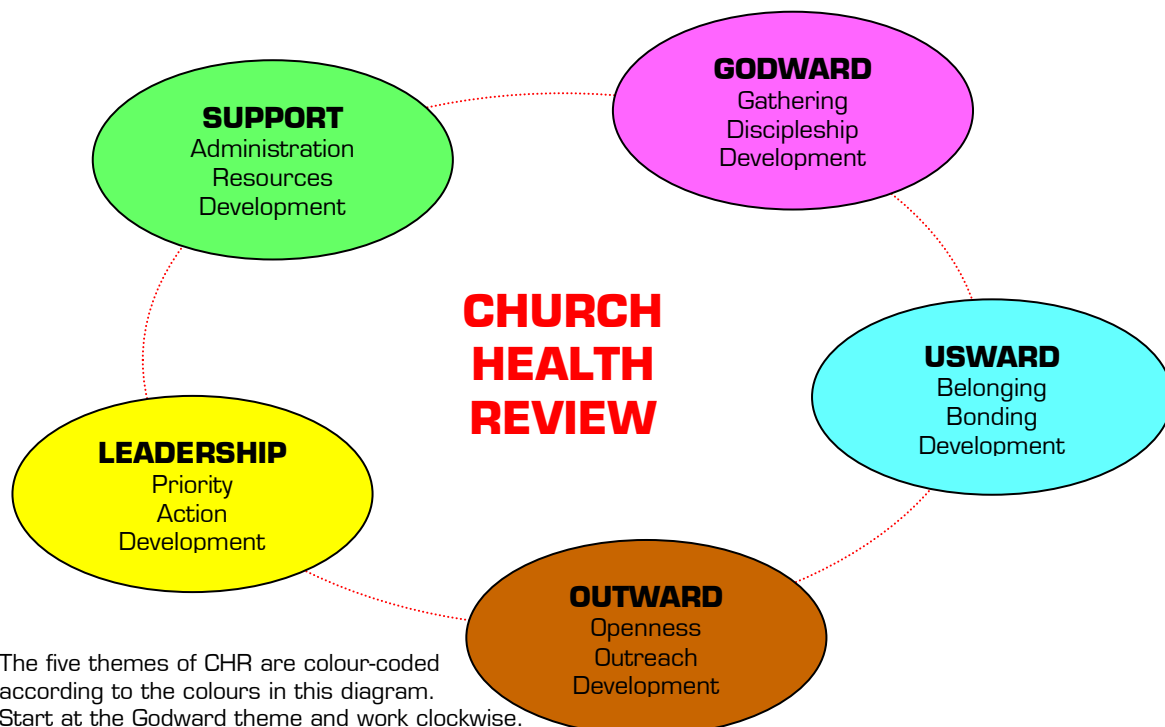 GODWARD
Gathering
Discipleship
Development
SUPPORT
Administration
Resources
Development
CHURCH
HEALTH
REVIEW
USWARD
Belonging
Bonding
Development
LEADERSHIP
Priority
Action
Development
OUTWARD
Openness
Outreach
Development
The five themes of CHR are colour-coded
according to the colours in this diagram.
Start at the Godward theme and work clockwise.